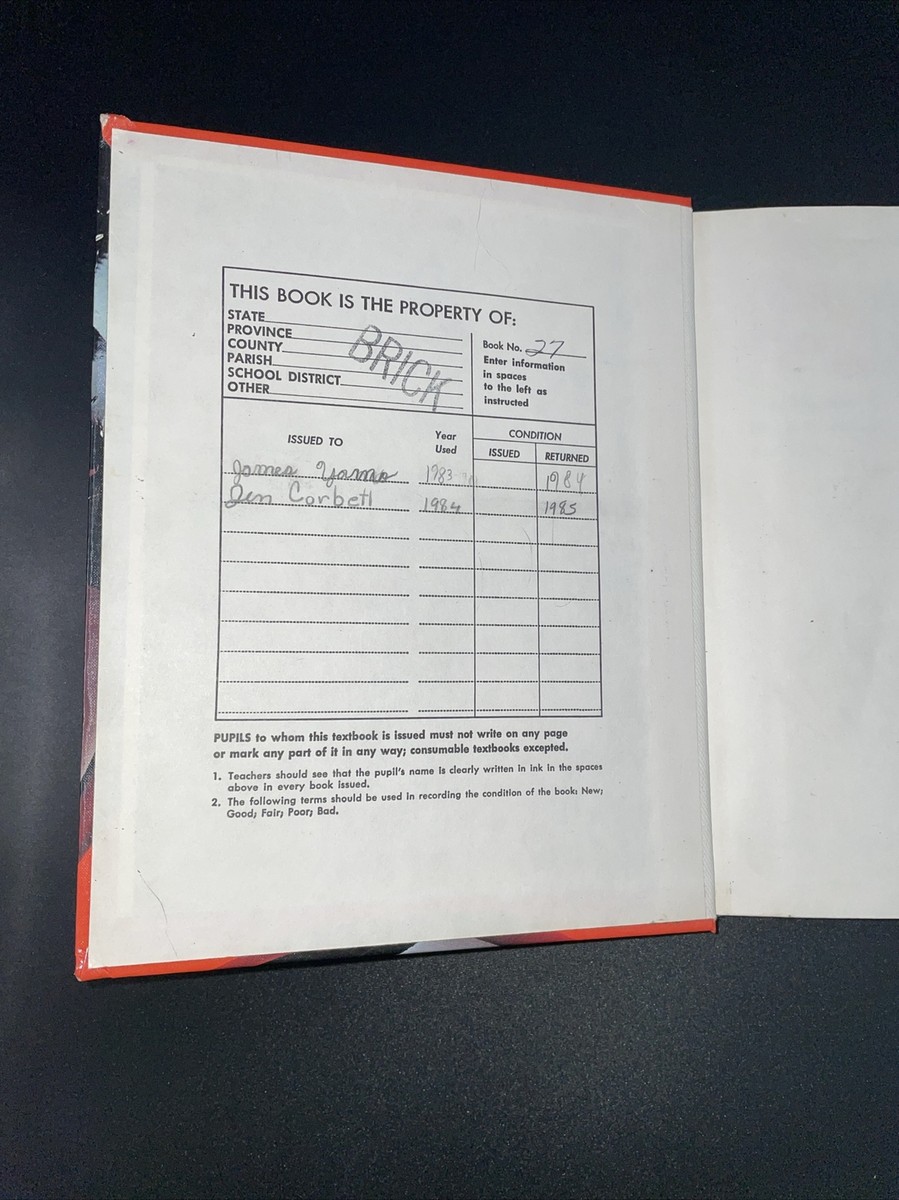 THIS BOOK IS THE PROPERTY OF:
STATE
PROVINCE
COUNTY
PARISH
SCHOOL DISTRICT
OTHER
BRICK
Book No. 27
Enter information
in spaces
to the left as
instructed
ISSUED TO
Year
Used
CONDITION
ISSUED
RETURNED
James 1983 1984
Corbett 1984 1985
PUPILS to whom this textbook is issued must not write on any page
or mark any part of it in any way; consumable textbooks excepted.
1. Teachers should see that the pupil's name is clearly written in ink in the spaces
above in every book issued.
2. The following terms should be used in recording the condition of the book: New;
Good; Fair; Poor; Bad.